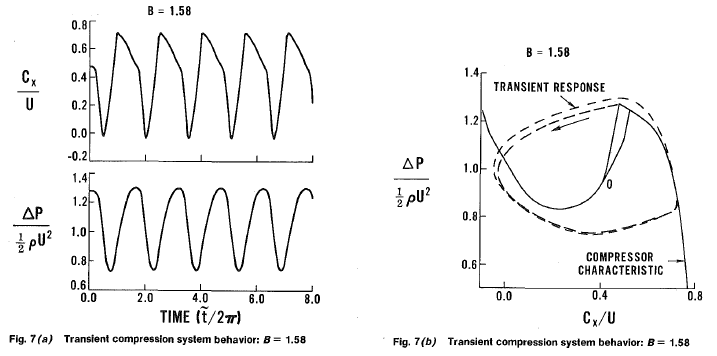 B = 1.58
0.8
0.6
0.4
0.2
0.0
-0.2
Cx
U
1.4
1.2
1.0
0.8
0.6
ΔP
½ ρU²
0.0 2.0 4.0 6.0 8.0
TIME (t̃/2π)
Fig. 7(a) Transient compression system behavior: B = 1.58
B = 1.58
1.4
1.2
1.0
0.8
0.6
ΔP
½ ρU²
TRANSIENT RESPONSE
O
COMPRESSOR
CHARACTERISTIC
0.0 0.4 0.8
Cx/U
Fig. 7(b) Transient compression system behavior: B = 1.58